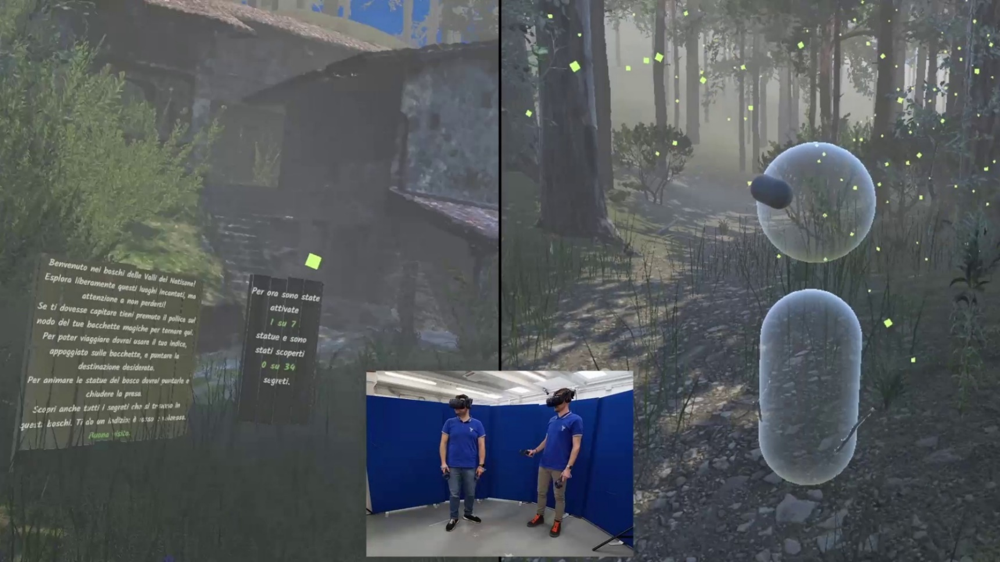 Benvenuto nei boschi delle Valli del Natisone!
Esplora liberamente questi luoghi incantati, ma
attenzione a non perderti!
Se ti dovesse capitare tieni premuto il pollice sul
nodo del tue bacchette magiche per tornare qui.
Per poter viaggiare dovrai usare il tuo indice,
appoggiato sulle bacchette, e puntare la
destinazione desiderata.
Per animare le statue del bosco dovrai puntarle e
chiudere la presa.
Scopri anche tutti i segreti che si trovano in
questi boschi. Ti do un indizio: è rosso e velenoso.
Buona visita.
Per ora sono state
attivate
1 su 7
statue e sono
stati scoperti
0 su 34
segreti.